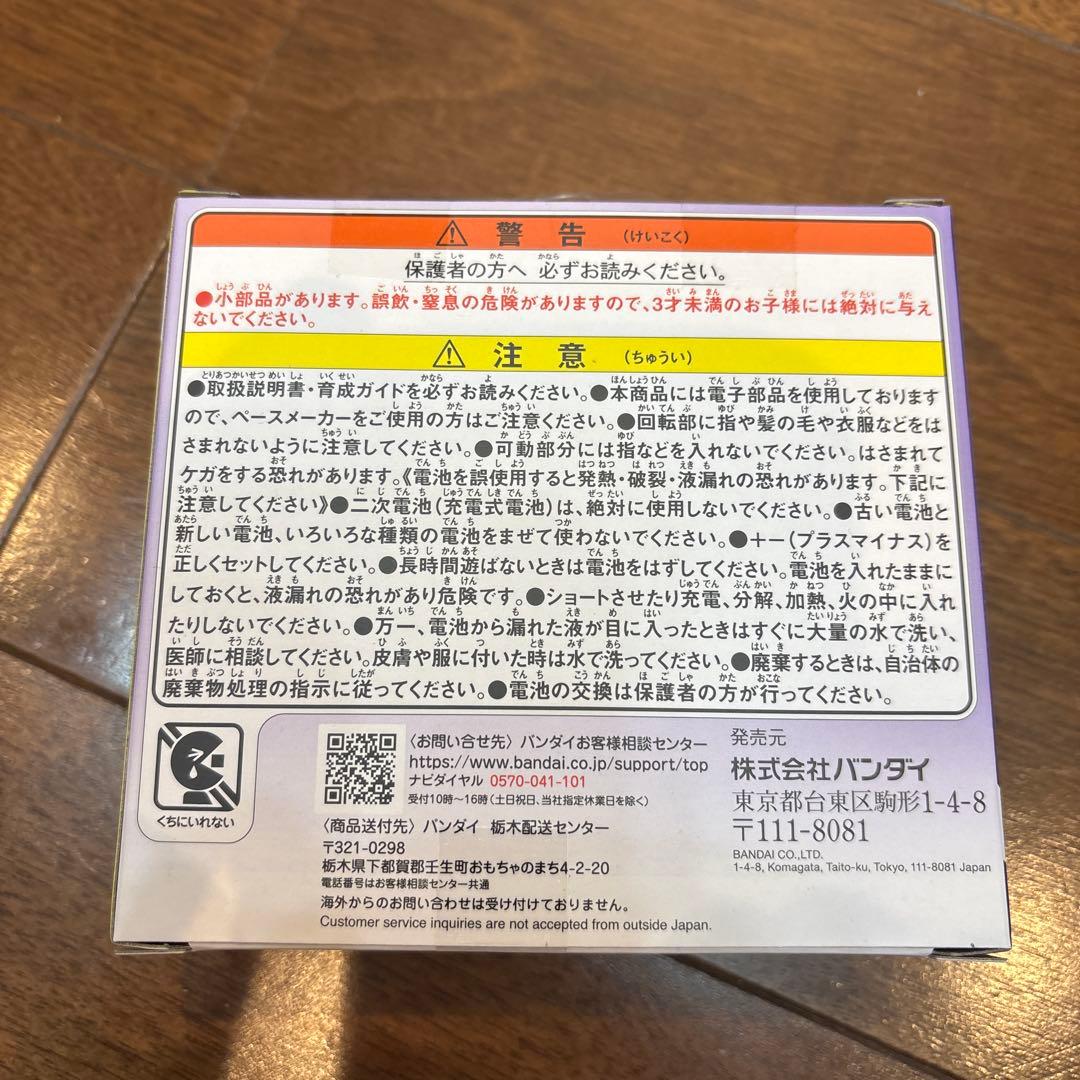 ⚠ 警告 (けいこく)
保護者の方へ 必ずお読みください。
●小部品があります。誤飲・窒息の危険がありますので、3才未満のお子様には絶対に与え
ないでください。
⚠ 注意 (ちゅうい)
●取扱説明書・育成ガイドを必ずお読みください。●本商品には電子部品を使用しております
ので、ペースメーカーをご使用の方はご注意ください。●回転部に指や髪の毛や衣服などをは
さまれないように注意してください。●可動部分には指などを入れないでください。はさまれて
ケガをする恐れがあります。《電池を誤使用すると発熱・破裂・液漏れの恐れがあります。下記に
注意してください》●二次電池(充電式電池)は、絶対に使用しないでください。●古い電池と
新しい電池、いろいろな種類の電池をまぜて使わないでください。●+−(プラスマイナス)を
正しくセットしてください。●長時間遊ばないときは電池をはずしてください。電池を入れたままに
しておくと、液漏れの恐れがあり危険です。●ショートさせたり充電、分解、加熱、火の中に入れ
たりしないでください。●万一、電池から漏れた液が目に入ったときはすぐに大量の水で洗い、
医師に相談してください。皮膚や服に付いた時は水で洗ってください。●廃棄するときは、自治体の
廃棄物処理の指示に従ってください。●電池の交換は保護者の方が行ってください。
くちにいれない
〈お問い合せ先〉バンダイお客様相談センター
https://www.bandai.co.jp/support/top
ナビダイヤル 0570-041-101
受付10時〜16時(土日祝日、当社指定休業日を除く)
〈商品送付先〉バンダイ 栃木配送センター
〒321-0298
栃木県下都賀郡壬生町おもちゃのまち4-2-20
電話番号はお客様相談センター共通
海外からのお問い合わせは受け付けておりません。
Customer service inquiries are not accepted from outside Japan.
発売元
株式会社バンダイ
東京都台東区駒形1-4-8
〒111-8081
BANDAI CO.,LTD.
1-4-8, Komagata, Taito-ku, Tokyo, 111-8081 Japan